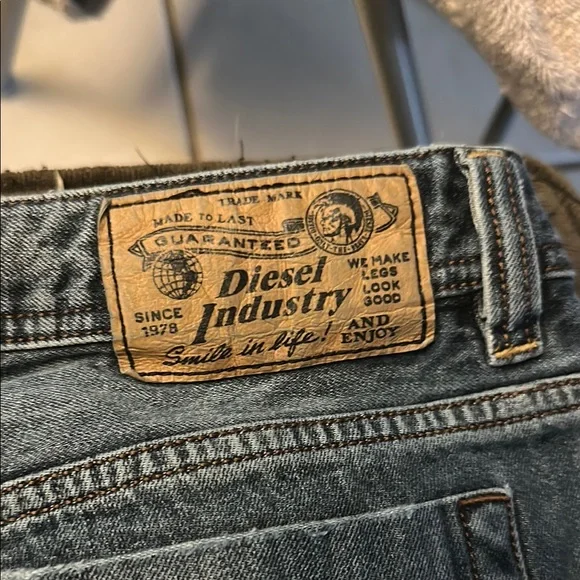 TRADE MARK
MADE TO LAST
GUARANTEED
Diesel
Industry
SINCE
1978
WE MAKE
LEGS
LOOK
GOOD
AND
ENJOY
Smile in life!